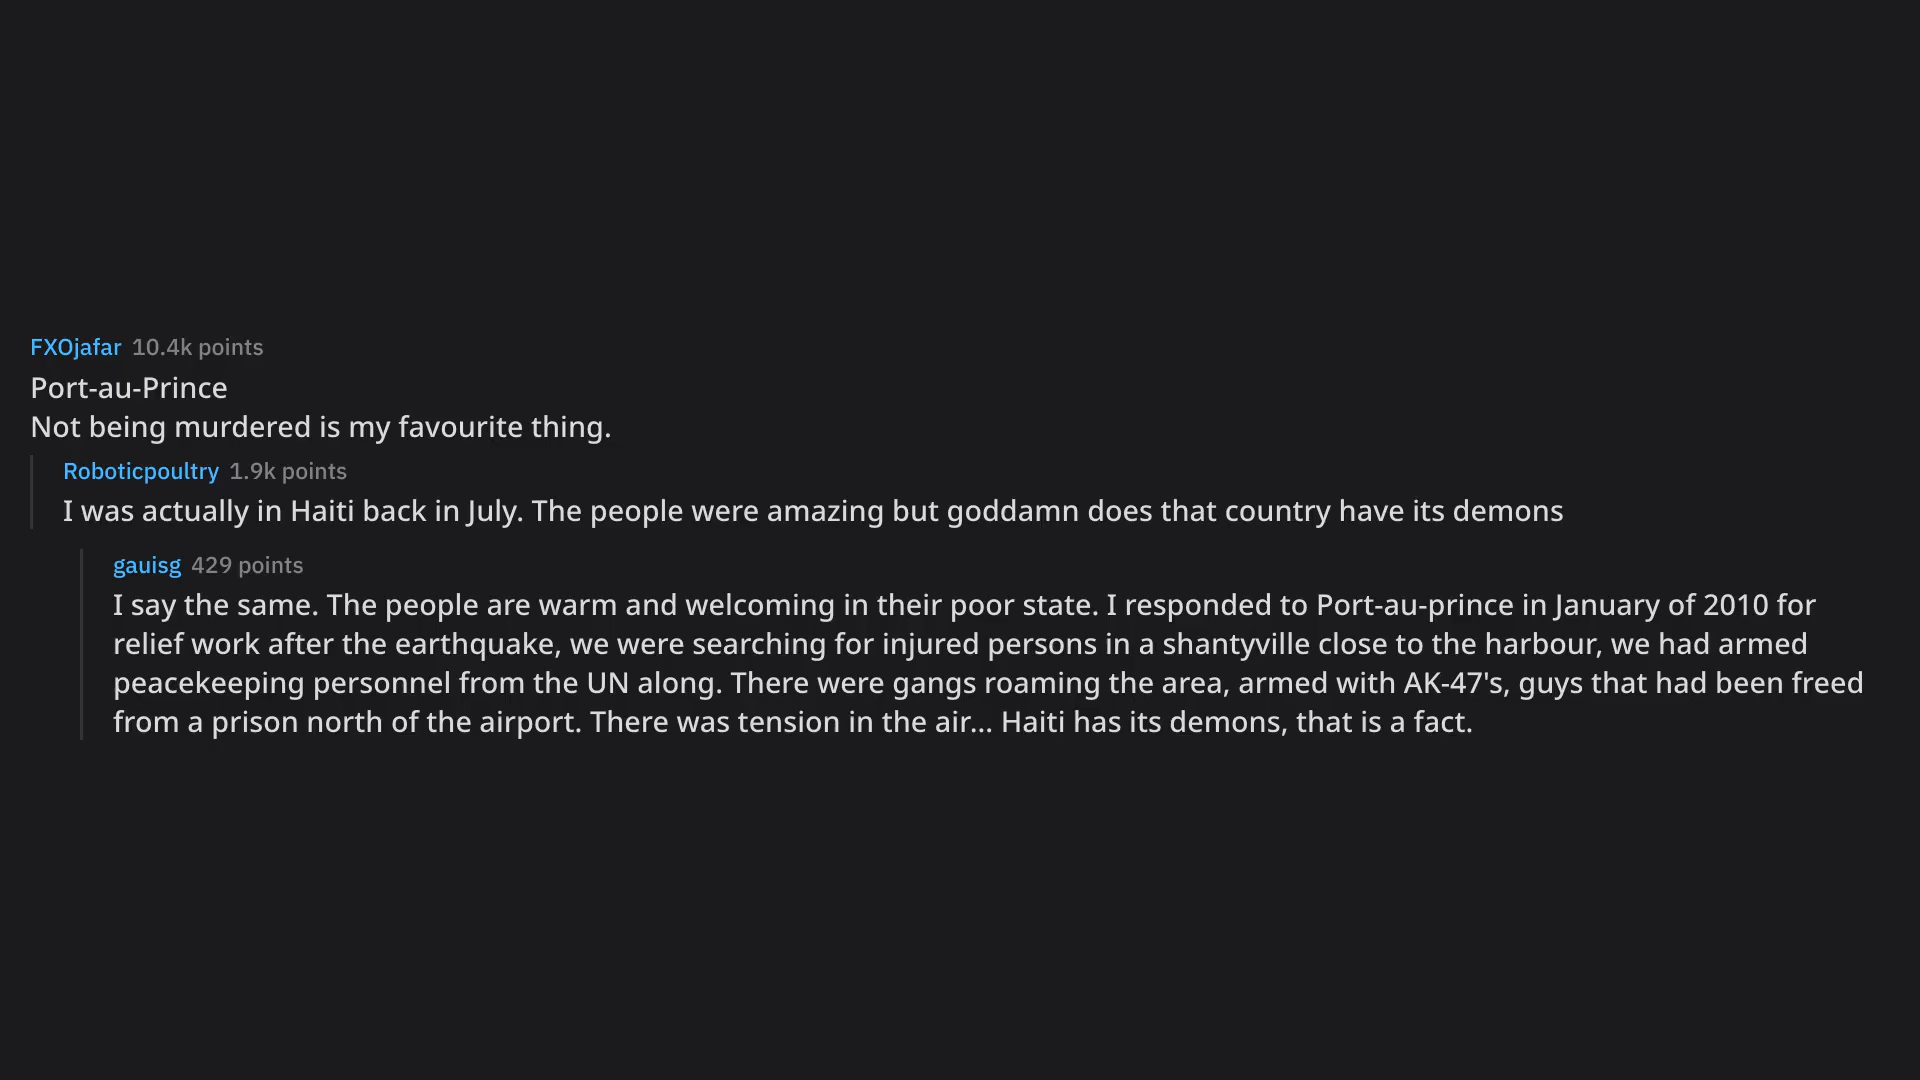 FXOjafar 10.4k points
Port-au-Prince
Not being murdered is my favourite thing.
Roboticpoultry 1.9k points
I was actually in Haiti back in July. The people were amazing but goddamn does that country have its demons
gauisg 429 points
I say the same. The people are warm and welcoming in their poor state. I responded to Port-au-prince in January of 2010 for
relief work after the earthquake, we were searching for injured persons in a shantyville close to the harbour, we had armed
peacekeeping personnel from the UN along. There were gangs roaming the area, armed with AK-47's, guys that had been freed
from a prison north of the airport. There was tension in the air... Haiti has its demons, that is a fact.